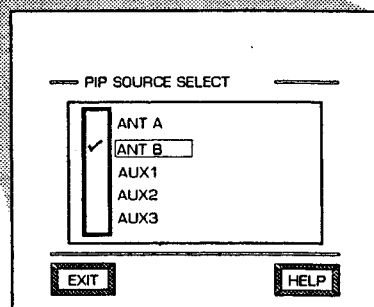 PIP SOURCE SELECT
ANT A
ANT B
AUX1
AUX2
AUX3
EXIT
HELP